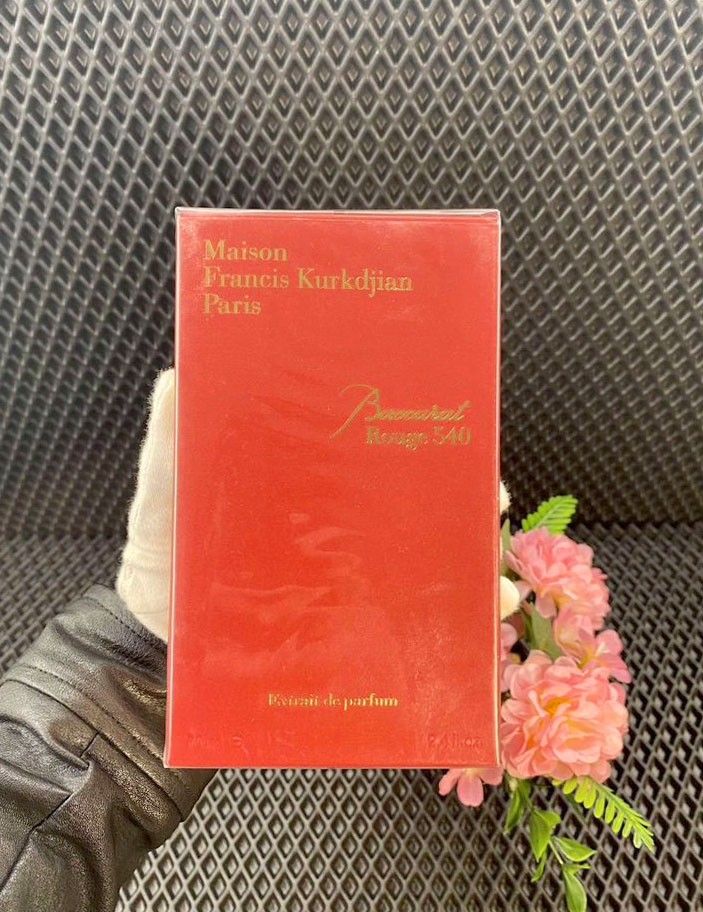 Maison
Francis Kurkdjian
Paris
Baccarat
Rouge 540
Extrait de parfum